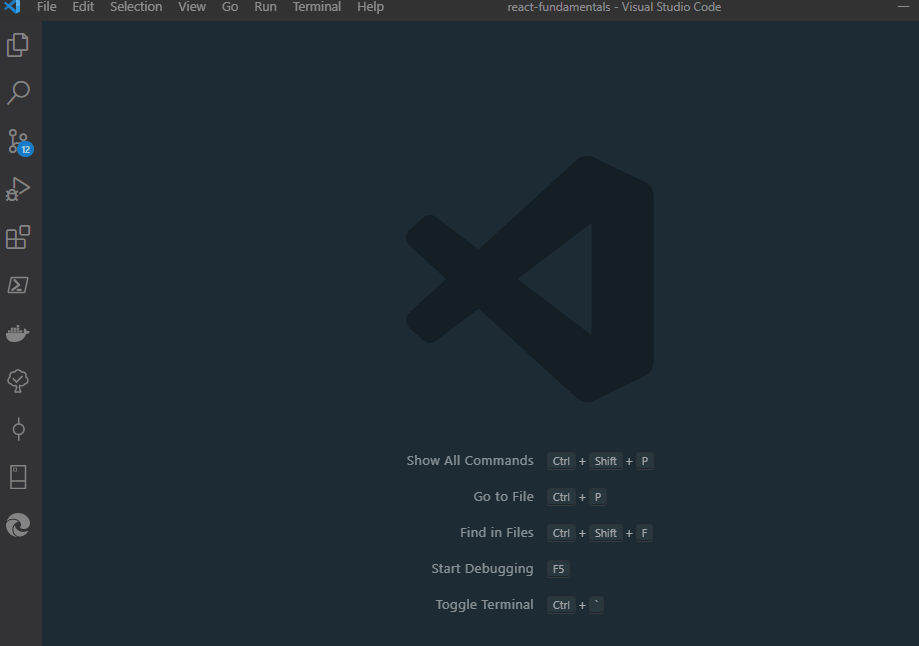 File Edit Selection View Go Run Terminal Help react-fundamentals - Visual Studio Code
12
Show All Commands Ctrl + Shift + P
Go to File Ctrl + P
Find in Files Ctrl + Shift + F
Start Debugging F5
Toggle Terminal Ctrl + `